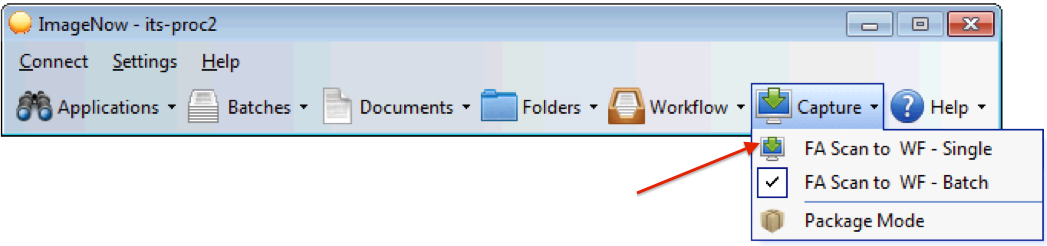 ImageNow - its-proc2
Connect Settings Help
Applications Batches Documents Folders Workflow Capture Help
FA Scan to WF - Single
FA Scan to WF - Batch
Package Mode